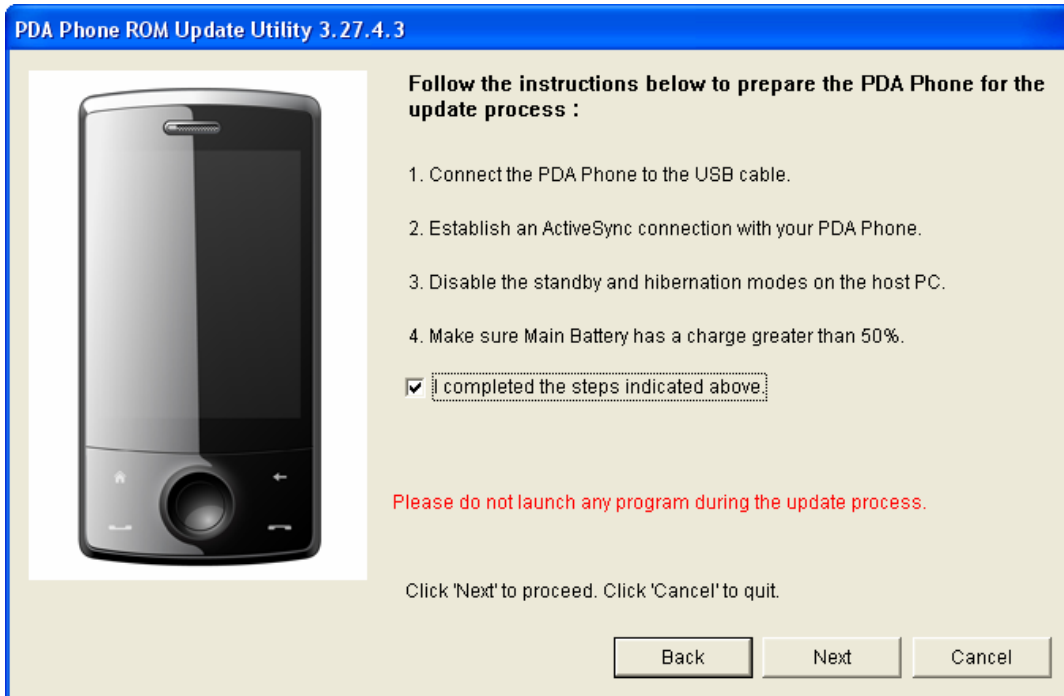 PDA Phone ROM Update Utility 3.27.4.3
Follow the instructions below to prepare the PDA Phone for the
update process :
1. Connect the PDA Phone to the USB cable.
2. Establish an ActiveSync connection with your PDA Phone.
3. Disable the standby and hibernation modes on the host PC.
4. Make sure Main Battery has a charge greater than 50%.
I completed the steps indicated above.
Please do not launch any program during the update process.
Click 'Next' to proceed. Click 'Cancel' to quit.
Back Next Cancel